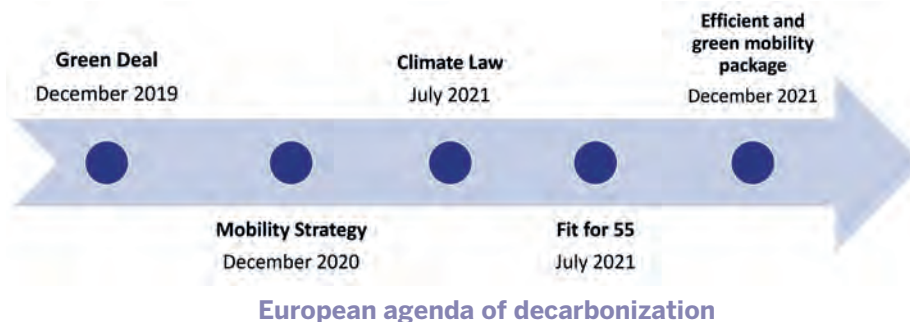 Green Deal
December 2019
Climate Law
July 2021
Efficient and
green mobility
package
December 2021
Mobility Strategy
December 2020
Fit for 55
July 2021
European agenda of decarbonization